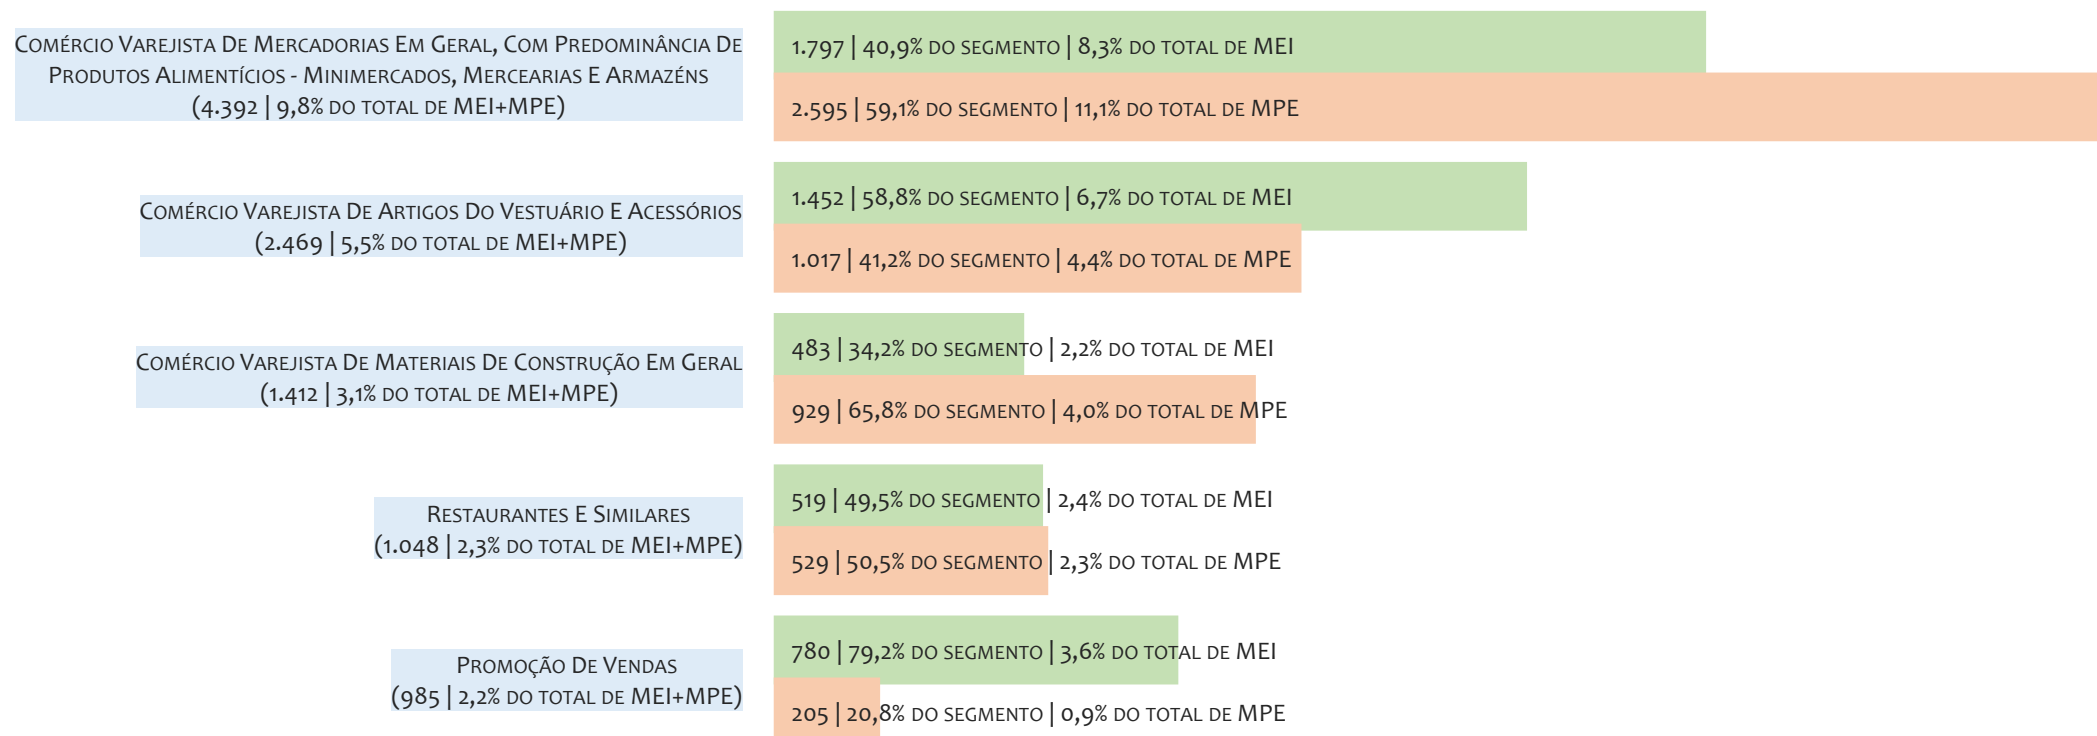 Comércio Varejista De Mercadorias Em Geral, Com Predominância De
Produtos Alimentícios - Minimercados, Mercearias E Armazéns
(4.392 | 9,8% do total de MEI+MPE)
1.797 | 40,9% do segmento | 8,3% do total de MEI
2.595 | 59,1% do segmento | 11,1% do total de MPE
Comércio Varejista De Artigos Do Vestuário E Acessórios
(2.469 | 5,5% do total de MEI+MPE)
1.452 | 58,8% do segmento | 6,7% do total de MEI
1.017 | 41,2% do segmento | 4,4% do total de MPE
Comércio Varejista De Materiais De Construção Em Geral
(1.412 | 3,1% do total de MEI+MPE)
483 | 34,2% do segmento | 2,2% do total de MEI
929 | 65,8% do segmento | 4,0% do total de MPE
Restaurantes E Similares
(1.048 | 2,3% do total de MEI+MPE)
519 | 49,5% do segmento | 2,4% do total de MEI
529 | 50,5% do segmento | 2,3% do total de MPE
Promoção De Vendas
(985 | 2,2% do total de MEI+MPE)
780 | 79,2% do segmento | 3,6% do total de MEI
205 | 20,8% do segmento | 0,9% do total de MPE